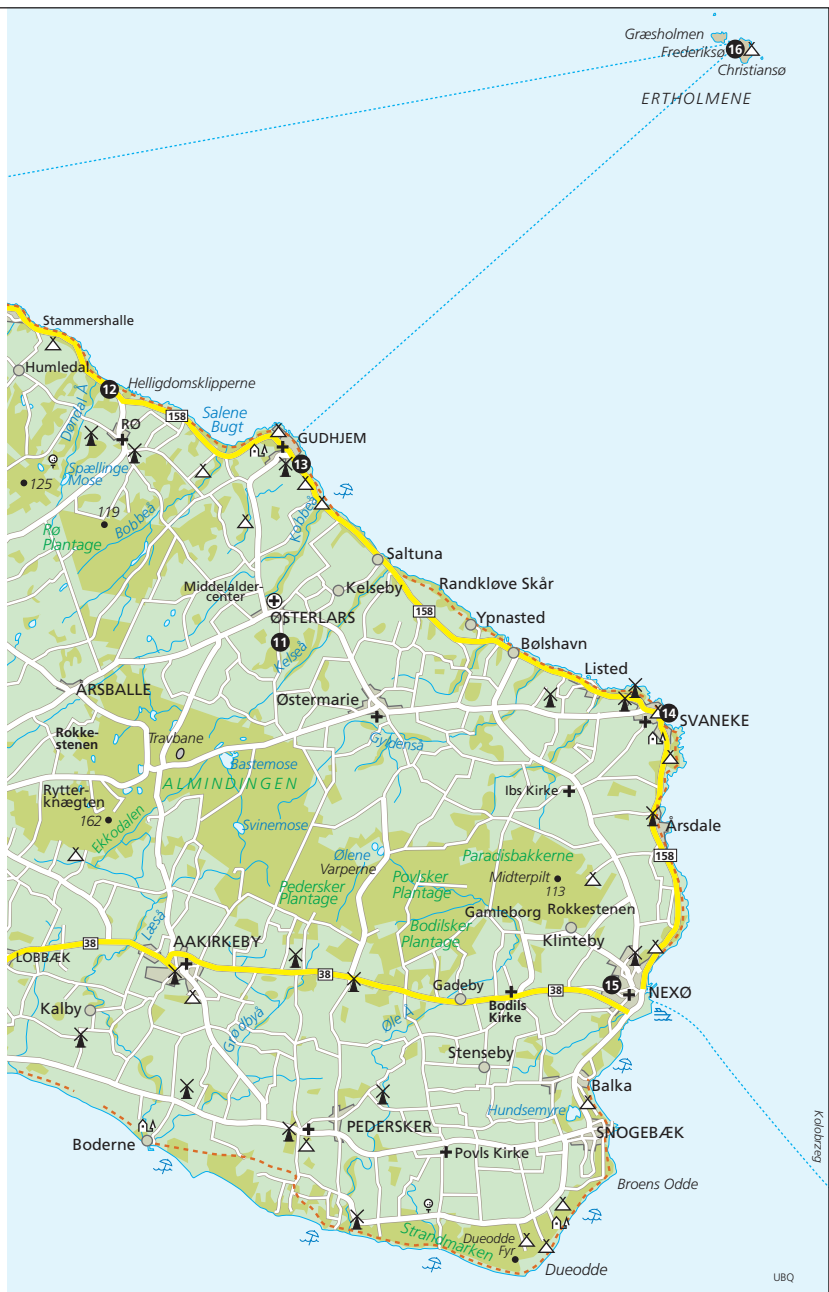 Græsholmen
Frederiksø
16
Christiansø
ERTHOLMENE
Stammershalle
Humledal
12
Helligdomsklipperne
Døndal Å
158
Salene
Bugt
RØ
GUDHJEM
13
Spællinge
Mose
125
119
Bobbeå
Kobbeå
Rø
Plantage
Saltuna
Middelalder-
center
Kelseby
Randkløve Skår
158
Ypnasted
ØSTERLARS
11
Kelseå
Bølshavn
Listed
ÅRSBALLE
Østermarie
14
SVANEKE
Gyldenså
Rokke-
stenen
Travbane
Bastemose
ALMINDINGEN
Rytter-
knægten
162
Ekkodalen
Ibs Kirke
Svinemose
Årsdale
Ølene
Varperne
Paradisbakkerne
158
Pedersker
Plantage
Povlsker
Plantage
Midterpilt
113
Bodilsker
Plantage
Gamleborg
Rokkestenen
Klinteby
Læså
AAKIRKEBY
38
LOBBÆK
38
15
NEXØ
Gadeby
38
Bodils
Kirke
Kalby
Grødbyå
Øle Å
Stenseby
Balka
Hundsemyre
Kolobrzeg
PEDERSKER
SNOGEBÆK
Boderne
Povls Kirke
Broens Odde
Strandmarken
Dueodde
Fyr
Dueodde
UBQ